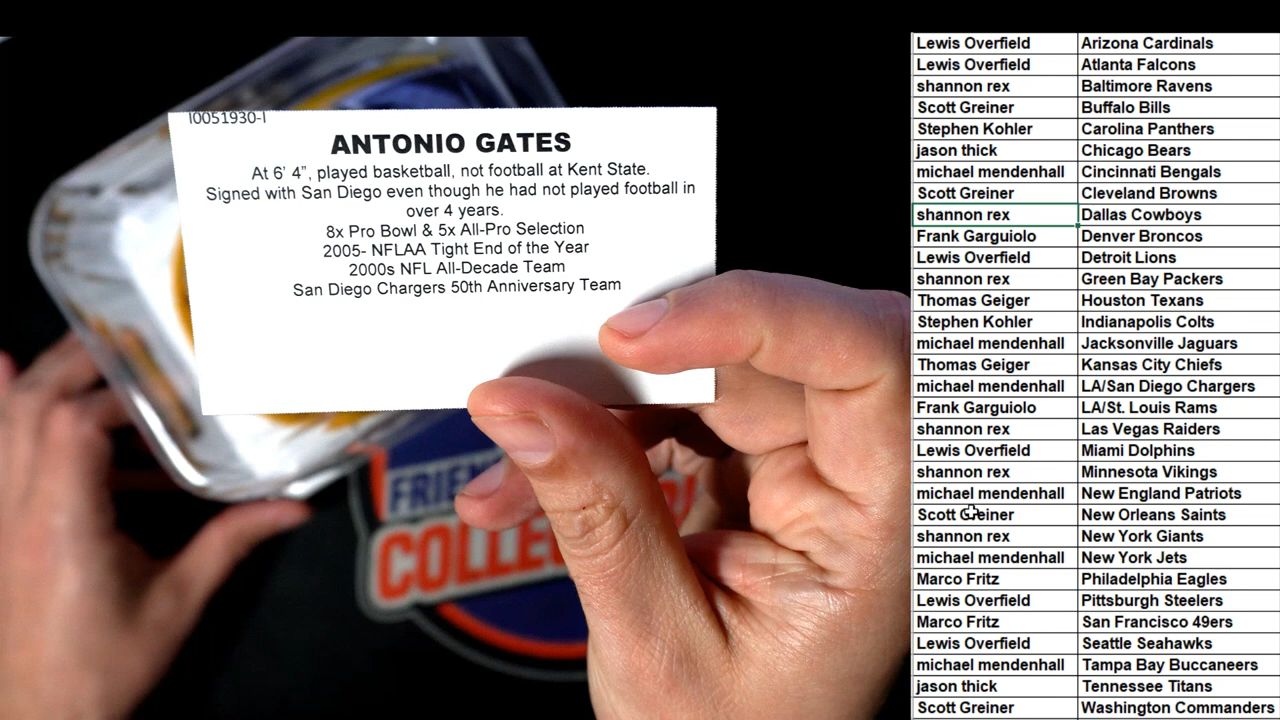 10051930-I
ANTONIO GATES
At 6' 4", played basketball, not football at Kent State.
Signed with San Diego even though he had not played football in
over 4 years.
8x Pro Bowl & 5x All-Pro Selection
2005- NFLAA Tight End of the Year
2000s NFL All-Decade Team
San Diego Chargers 50th Anniversary Team
COLLE
Lewis Overfield Arizona Cardinals
Lewis Overfield Atlanta Falcons
shannon rex Baltimore Ravens
Scott Greiner Buffalo Bills
Stephen Kohler Carolina Panthers
jason thick Chicago Bears
michael mendenhall Cincinnati Bengals
Scott Greiner Cleveland Browns
shannon rex Dallas Cowboys
Frank Garguiolo Denver Broncos
Lewis Overfield Detroit Lions
shannon rex Green Bay Packers
Thomas Geiger Houston Texans
Stephen Kohler Indianapolis Colts
michael mendenhall Jacksonville Jaguars
Thomas Geiger Kansas City Chiefs
michael mendenhall LA/San Diego Chargers
Frank Garguiolo LA/St. Louis Rams
shannon rex Las Vegas Raiders
Lewis Overfield Miami Dolphins
shannon rex Minnesota Vikings
michael mendenhall New England Patriots
Scott Greiner New Orleans Saints
shannon rex New York Giants
michael mendenhall New York Jets
Marco Fritz Philadelphia Eagles
Lewis Overfield Pittsburgh Steelers
Marco Fritz San Francisco 49ers
Lewis Overfield Seattle Seahawks
michael mendenhall Tampa Bay Buccaneers
jason thick Tennessee Titans
Scott Greiner Washington Commanders